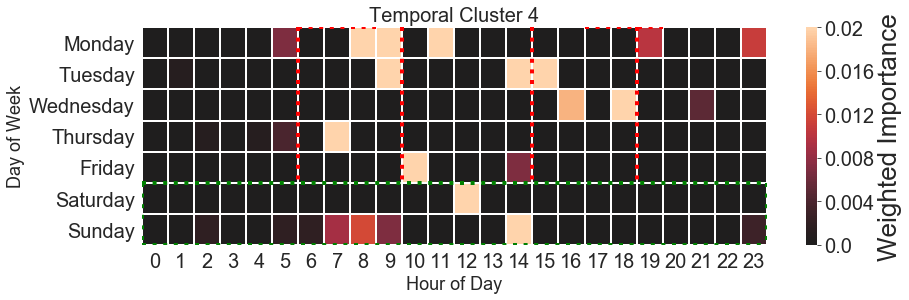 Temporal Cluster 4
Day of Week
Monday
Tuesday
Wednesday
Thursday
Friday
Saturday
Sunday
0 1 2 3 4 5 6 7 8 9 10 11 12 13 14 15 16 17 18 19 20 21 22 23
Hour of Day
0.02
0.016
0.012
0.008
0.004
0.0
Weighted Importance